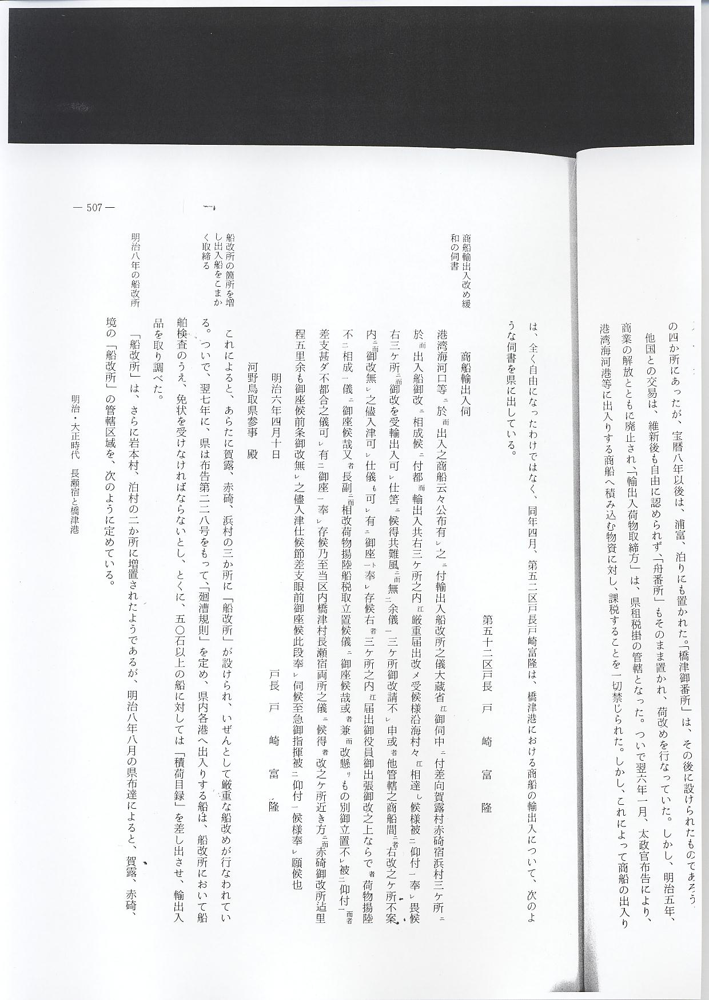 の四か所にあったが、宝暦八年以後は、浦富、泊りにも置かれた。「橋津御番所」は、その後に設けられたものであろう
他国との交易は、維新後も自由に認められず、「舟番所」もそのまま置かれ、荷改めを行なっていた。しかし、明治五年、
商業の解放とともに廃止され、「輸出入荷物取締方」は、県租税掛の管轄となった。ついで翌六年一月、太政官布告により、
港湾海河港等に出入りする商船へ積み込む物資に対し、課税することを一切禁じられた。しかし、これによって商船の出入り
は、全く自由になったわけではなく、同年四月、第五二区戸長戸崎富隆は、橋津港における商船の輸出入について、次のよ
うな伺書を県に出している。
第五十二区戸長 戸崎富隆
商船輸出入改め緩
和の伺書
商船輸出入伺
港湾海河口等ニ於而出入之商船云々公布有レ之ニ付輸出入船改所之儀大蔵省江御伺中ニ付差向賀露村赤碕宿浜村三ケ所ニ
於而出入船御改ニ相成候ニ付都而輸出入共右三ケ所之内江厳重届出改メ受候様沿海村々江相達し候様被ニ仰付一奉レ畏候
右三ケ所ニ而御改を受輸出入可レ仕筈ニ候得共難風ニ而無ニ余儀一三ケ所御改請不レ申或者他管轄之商船間ニ者右改之ケ所不案
内ニ而御改無レ之儘入津可レ仕儀も可レ有ニ御座一ト奉レ存候右者三ケ所之内江届出御役員御出張御改之上ならで者荷物揚陸
不ニ相成一儀ニ御座候哉又者長副ニ而相改荷物揚陸船税取立置候儀ニ御座候哉或者兼而改懸りもの別御立置不レ被ニ仰付一而者
差支甚ダ不都合之儀可レ有ニ御座一奉レ存候乃至当区内橋津村長瀬宿両所之儀ニ候得者改之ケ所近き方ニ而赤碕御改所迠里
程五里余も御座候前条御改無レ之儘入津仕候節差支眼前御座候此段奉レ伺候至急御指揮被ニ仰付一候様奉レ願候也
明治六年四月十日
戸長 戸崎富隆
河野鳥取県参事 殿
船改所の箇所を増
し出入船をこまか
く取締る
これによると、あらたに賀露、赤碕、浜村の三か所に「船改所」が設けられ、いぜんとして厳重な船改めが行なわれてい
る。ついで、翌七年に、県は布告第二二八号をもって、「廻漕規則」を定め、県内各港へ出入りする船は、船改所において船
舶検査のうえ、免状を受けなければならないとし、とくに、五〇石以上の船に対しては「積荷目録」を差し出させ、輸出入
品を取り調べた。
明治八年の船改所
「船改所」は、さらに岩本村、泊村の二か所に増置されたようであるが、明治八年八月の県布達によると、賀露、赤碕、
境の「船改所」の管轄区域を、次のように定めている。
明治・大正時代 長瀬宿と橋津港
— 507 —